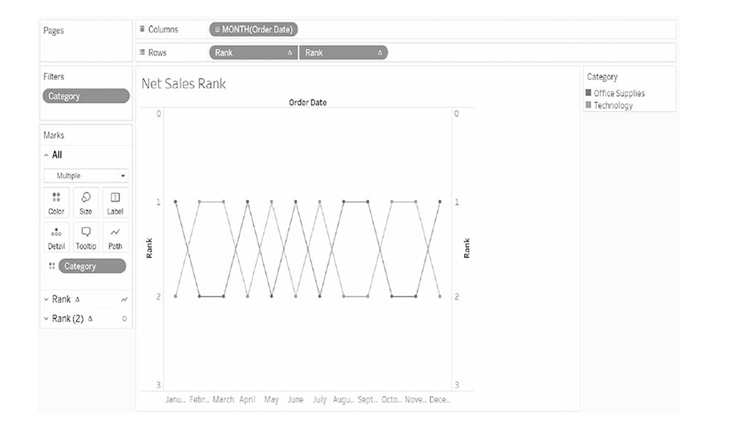 Pages
Columns
MONTH(Order Date)
Rows
Rank
Rank
Filters
Category
Marks
All
Multiple
Color
Size
Label
Detail
Tooltip
Path
Category
Rank
Rank (2)
Net Sales Rank
Order Date
0
1
2
3
Rank
0
1
2
3
Rank
Janu.. Febr.. March April May June July Augu.. Sept.. Octo.. Nove.. Dece..
Category
Office Supplies
Technology